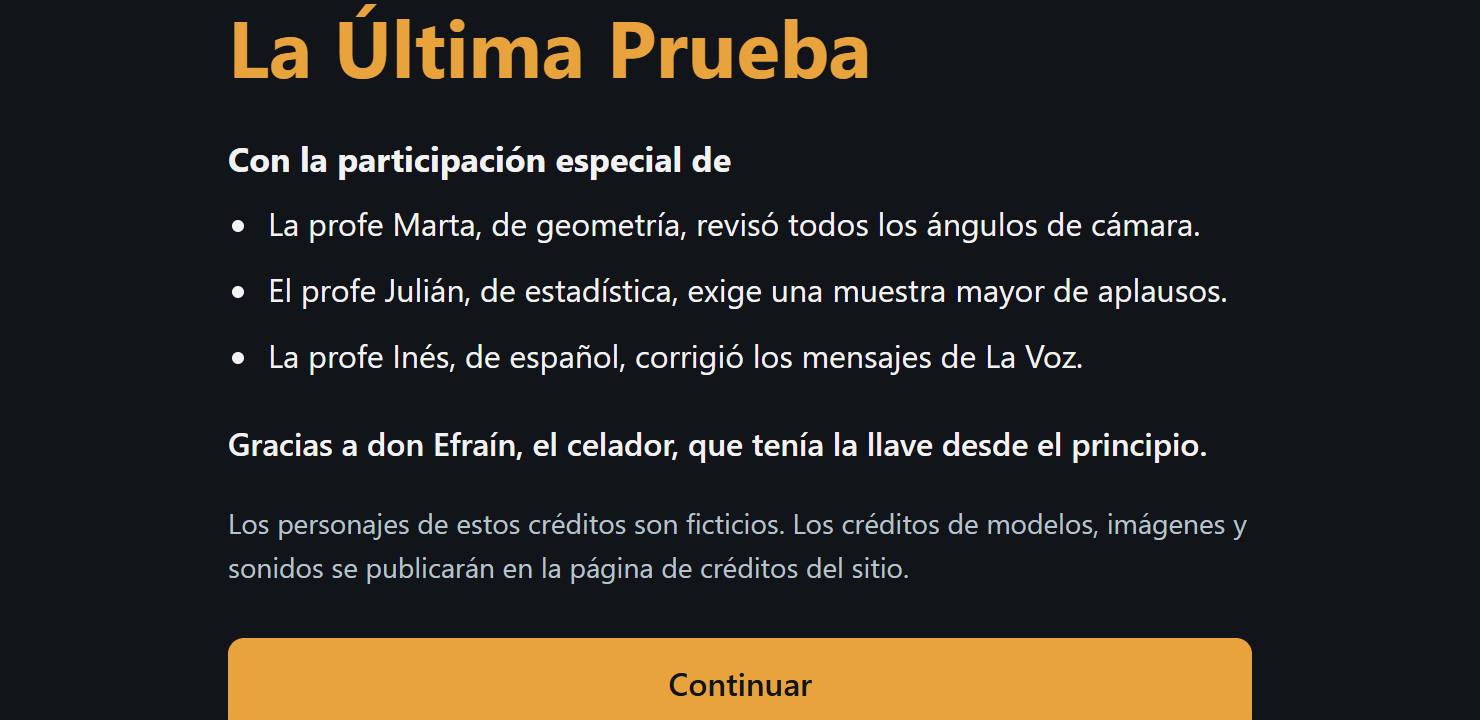 La Última Prueba
Con la participación especial de
• La profe Marta, de geometría, revisó todos los ángulos de cámara.
• El profe Julián, de estadística, exige una muestra mayor de aplausos.
• La profe Inés, de español, corrigió los mensajes de La Voz.
Gracias a don Efraín, el celador, que tenía la llave desde el principio.
Los personajes de estos créditos son ficticios. Los créditos de modelos, imágenes y
sonidos se publicarán en la página de créditos del sitio.
Continuar